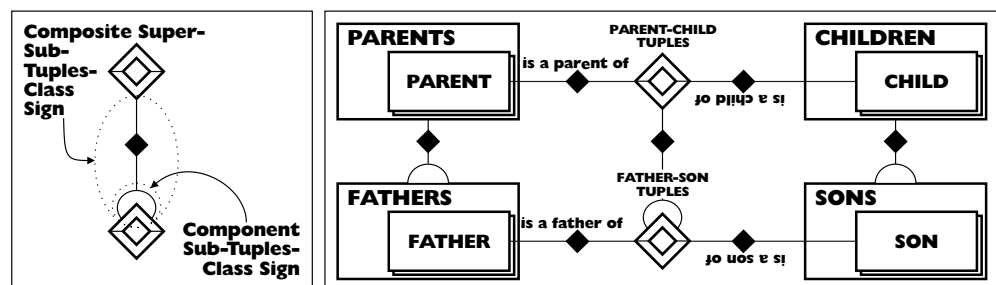 Composite Super-
Sub-
Tuples-
Class
Sign
Component
Sub-Tuples-
Class Sign
PARENTS
PARENT
is a parent of
PARENT-CHILD
TUPLES
is a child of
CHILDREN
CHILD
FATHERS
FATHER
is a father of
FATHER-SON
TUPLES
is a son of
SONS
SON